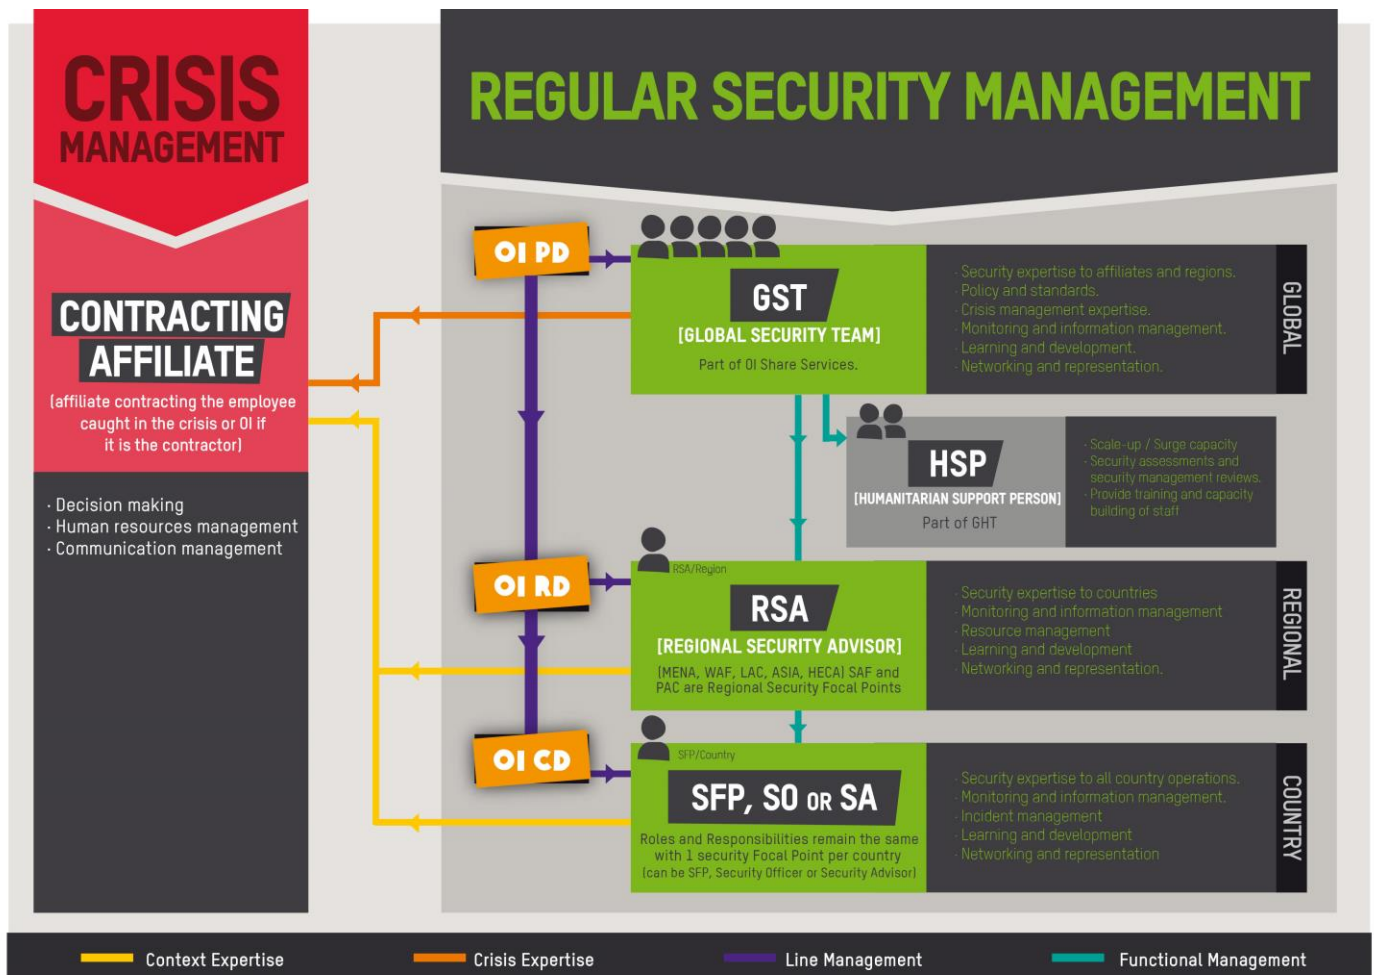 CRISIS
MANAGEMENT
CONTRACTING
AFFILIATE
(affiliate contracting the employee
caught in the crisis or OI if
it is the contractor)
· Decision making
· Human resources management
· Communication management
REGULAR SECURITY MANAGEMENT
OI PD
GST
[GLOBAL SECURITY TEAM]
Part of OI Share Services.
· Security expertise to affiliates and regions.
· Policy and standards.
· Crisis management expertise.
· Monitoring and information management.
· Learning and development.
· Networking and representation.
GLOBAL
HSP
[HUMANITARIAN SUPPORT PERSON]
Part of GHT
· Scale-up / Surge capacity
· Security assessments and
security management reviews.
· Provide training and capacity
building of staff
OI RD
RSA/Region
RSA
[REGIONAL SECURITY ADVISOR]
(MENA, WAF, LAC, ASIA, HECA) SAF and
PAC are Regional Security Focal Points
· Security expertise to countries
· Monitoring and information management
· Resource management
· Learning and development
· Networking and representation.
REGIONAL
OI CD
SFP/Country
SFP, SO OR SA
Roles and Responsibilities remain the same
with 1 security Focal Point per country
(can be SFP, Security Officer or Security Advisor)
· Security expertise to all country operations.
· Monitoring and information management.
· Incident management
· Learning and development
· Networking and representation
COUNTRY
Context Expertise
Crisis Expertise
Line Management
Functional Management